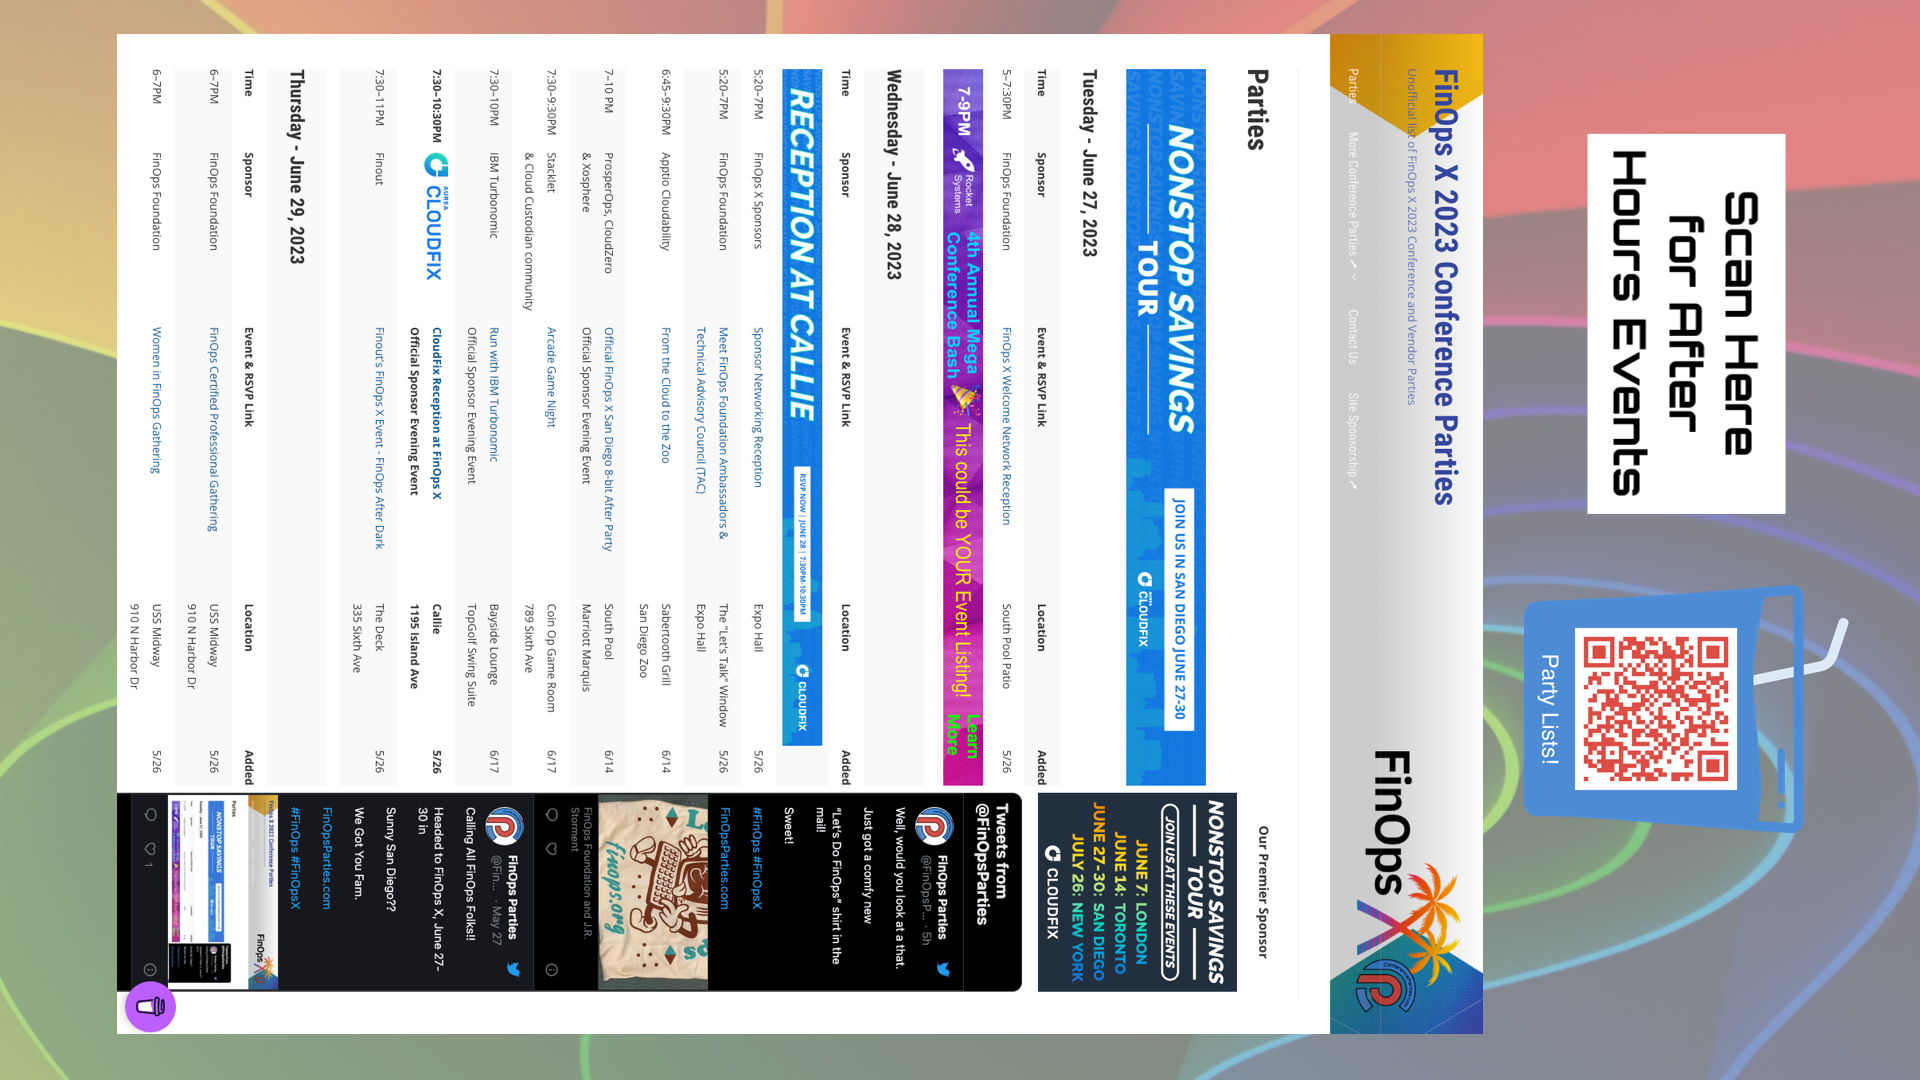 Scan Here
for After
Hours Events
Party Lists!
FinOps X 2023 Conference Parties
Unofficial list of FinOps X 2023 Conference and Vendor Parties
Parties
More Conference Parties
Contact Us
Site Sponsorship
FinOps
X
Parties
NONSTOP SAVINGS
TOUR
JOIN US IN SAN DIEGO JUNE 27-30
AUREA
CLOUDFIX
Tuesday - June 27, 2023
Time Sponsor Event & RSVP Link Location Added
5–7:30PM FinOps Foundation FinOps X Welcome Network Reception South Pool Patio 5/26
7-9PM Rocket Systems 4th Annual Mega Conference Bash 🎉 This could be YOUR Event Listing! Learn More
Wednesday - June 28, 2023
Time Sponsor Event & RSVP Link Location Added
RECEPTION AT CALLIE
RSVP NOW | JUNE 28 | 7:30PM-10:30PM
CLOUDFIX
5:20–7PM FinOps X Sponsors Sponsor Networking Reception Expo Hall 5/26
5:20–7PM FinOps Foundation Meet FinOps Foundation Ambassadors & The "Let's Talk" Window 5/26
Technical Advisory Council (TAC) Expo Hall
6:45–9:30PM Apptio Cloudability From the Cloud to the Zoo Sabertooth Grill 6/14
San Diego Zoo
7–10 PM ProsperOps, CloudZero Official FinOps X San Diego 8-bit After Party South Pool 6/14
& Xosphere Official Sponsor Evening Event Marriott Marquis
7:30–9:30PM Stacklet Arcade Game Night Coin Op Game Room 6/17
& Cloud Custodian community 789 Sixth Ave
7:30–10PM IBM Turbonomic Run with IBM Turbonomic Bayside Lounge 6/17
Official Sponsor Evening Event TopGolf Swing Suite
7:30–10:30PM AUREA CLOUDFIX CloudFix Reception at FinOps X Callie 5/26
Official Sponsor Evening Event 1195 Island Ave
7:30–11PM Finout Finout's FinOps X Event - FinOps After Dark The Deck 5/26
335 Sixth Ave
Thursday - June 29, 2023
Time Sponsor Event & RSVP Link Location Added
6–7PM FinOps Foundation FinOps Certified Professional Gathering USS Midway 5/26
910 N Harbor Dr
6–7PM FinOps Foundation Women in FinOps Gathering USS Midway 5/26
910 N Harbor Dr
Our Premier Sponsor
NONSTOP SAVINGS
TOUR
JOIN US AT THESE EVENTS
JUNE 7: LONDON
JUNE 14: TORONTO
JUNE 27-30: SAN DIEGO
JULY 26: NEW YORK
CLOUDFIX
Tweets from
@FinOpsParties
FinOps Parties
@FinOpsP... · 5h
Well, would you look at a that.
Just got a comfy new
"Let's Do FinOps" shirt in the
mail!
Sweet!
#FinOps #FinOpsX
FinOpsParties.com
finops.org
FinOps Foundation and J.R.
Storment
FinOps Parties
@Fin... · May 27
Calling All FinOps Folks!!
Headed to FinOps X, June 27-
30 in
Sunny San Diego??
We Got You Fam.
FinOpsParties.com
#FinOps #FinOpsX
1